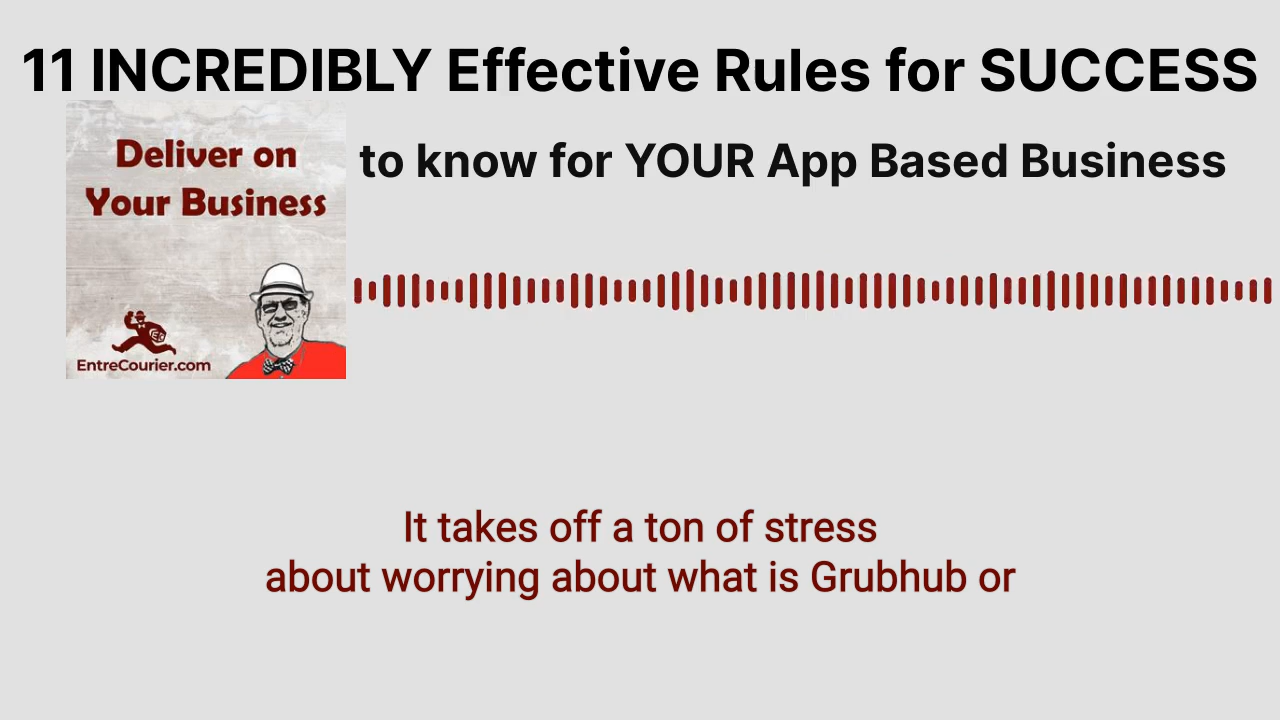 11 INCREDIBLY Effective Rules for SUCCESS
to know for YOUR App Based Business
Deliver on
Your Business
EntreCourier.com
It takes off a ton of stress
about worrying about what is Grubhub or